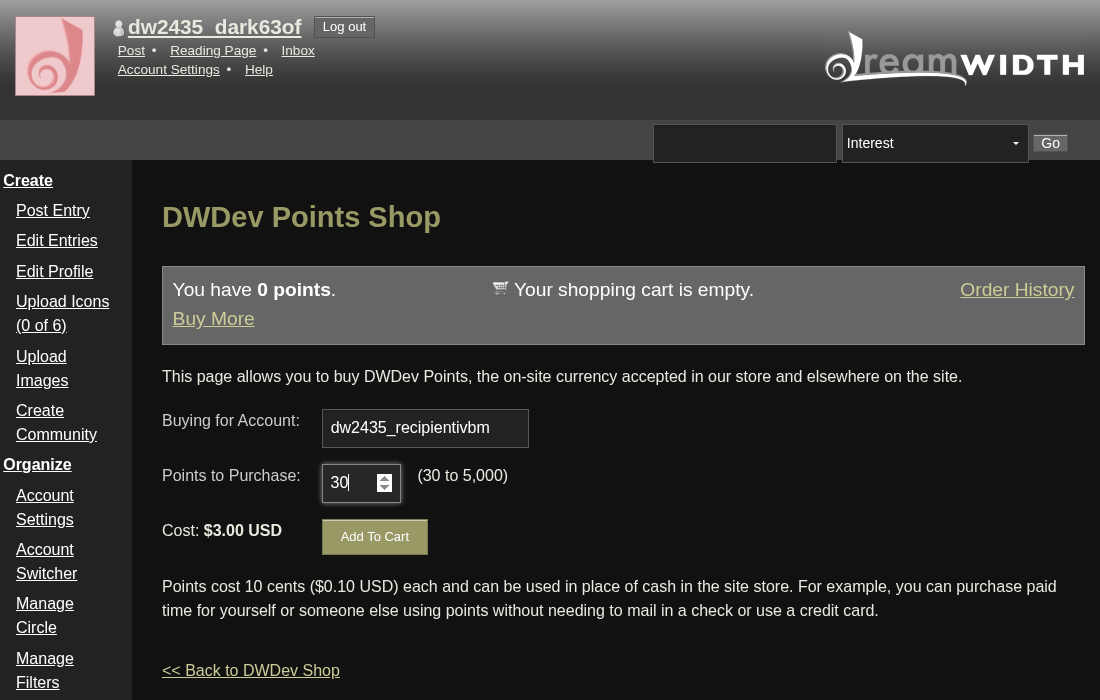 dw2435_dark63of Log out
Post • Reading Page • Inbox
Account Settings • Help
dreamWIDTH
Interest Go
Create
Post Entry
Edit Entries
Edit Profile
Upload Icons
(0 of 6)
Upload
Images
Create
Community
Organize
Account
Settings
Account
Switcher
Manage
Circle
Manage
Filters
DWDev Points Shop
You have 0 points.
Buy More
Your shopping cart is empty.
Order History
This page allows you to buy DWDev Points, the on-site currency accepted in our store and elsewhere on the site.
Buying for Account: dw2435_recipientivbm
Points to Purchase: 30 (30 to 5,000)
Cost: $3.00 USD Add To Cart
Points cost 10 cents ($0.10 USD) each and can be used in place of cash in the site store. For example, you can purchase paid
time for yourself or someone else using points without needing to mail in a check or use a credit card.
<< Back to DWDev Shop